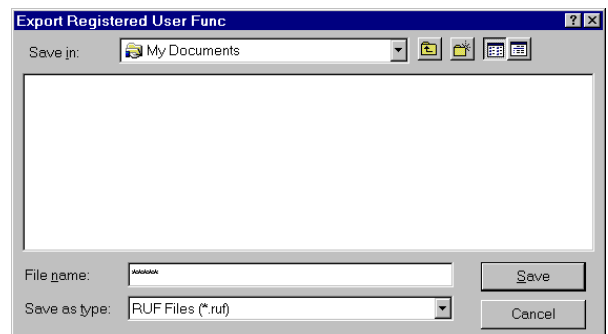 Export Registered User Func
Save in: My Documents
File name: *****
Save as type: RUF Files (*.ruf)
Save
Cancel